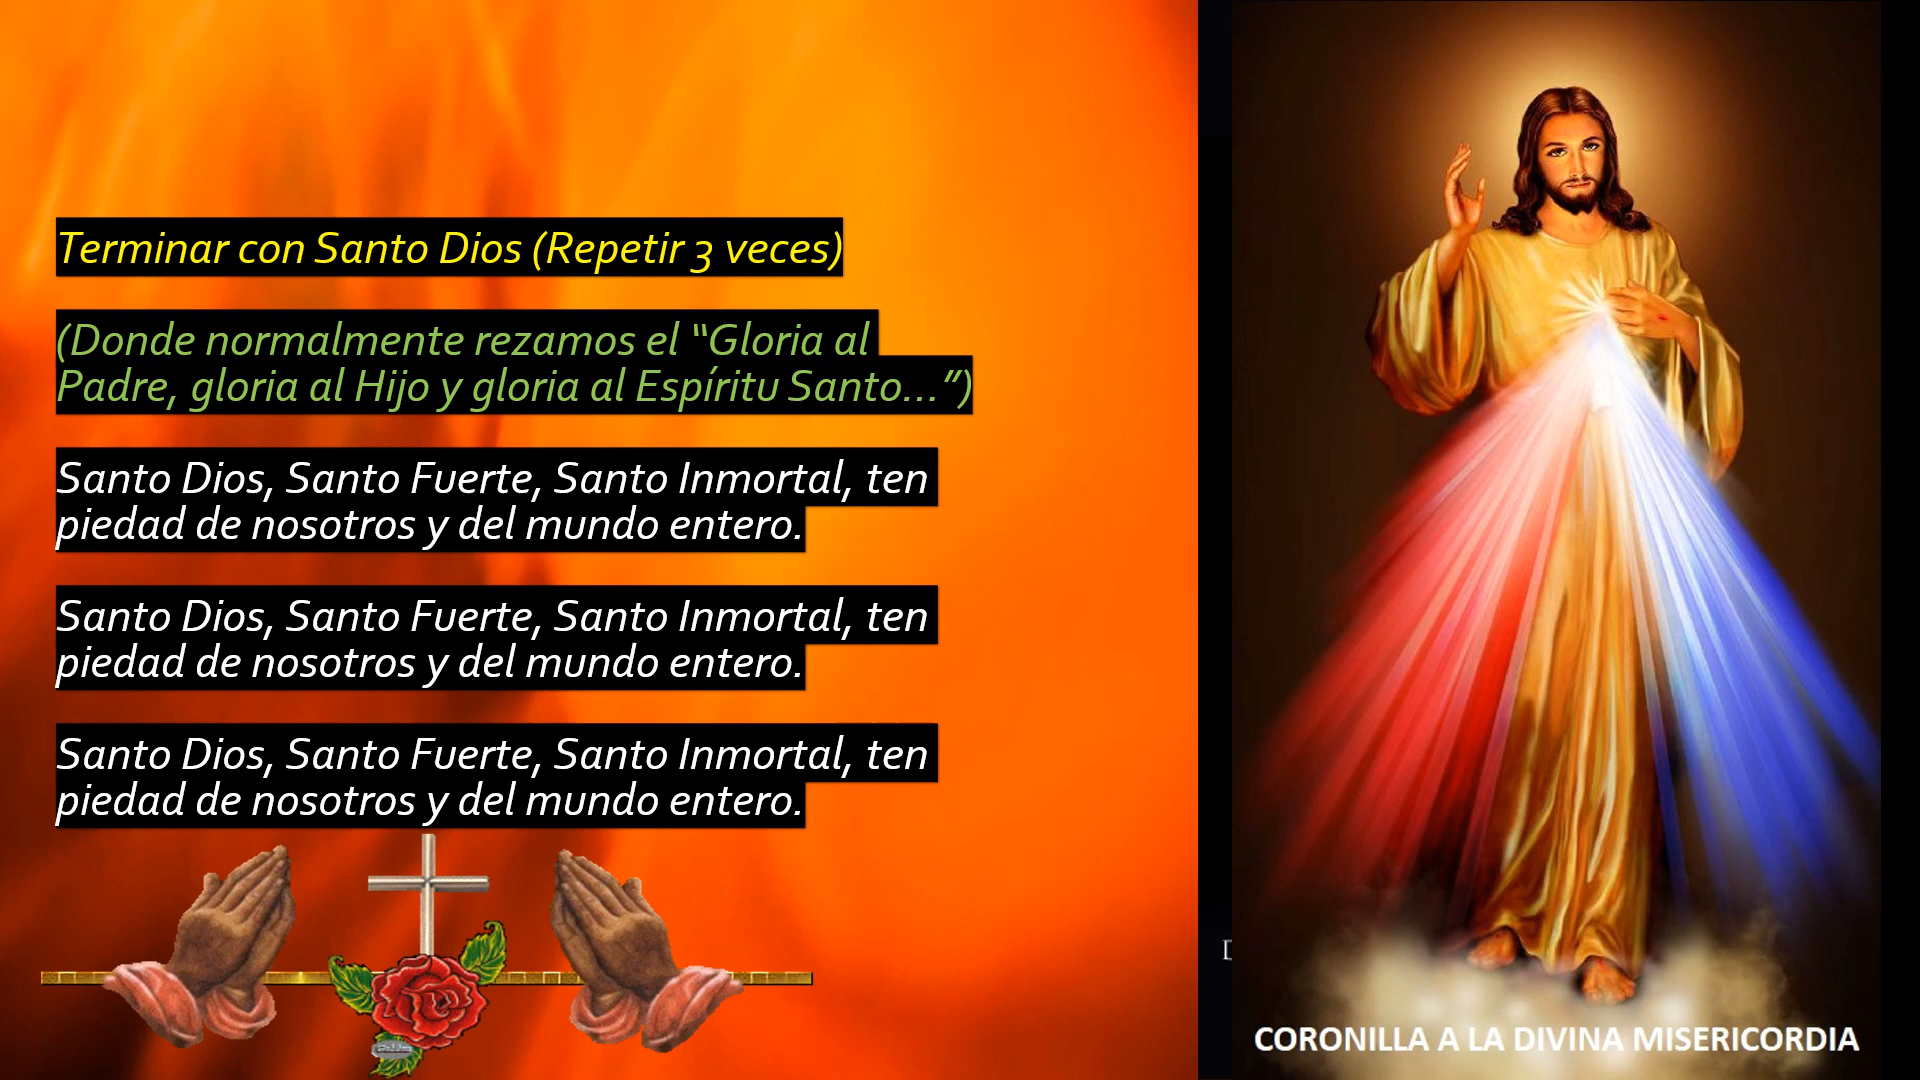 Terminar con Santo Dios (Repetir 3 veces)
(Donde normalmente rezamos el “Gloria al
Padre, gloria al Hijo y gloria al Espíritu Santo…”)
Santo Dios, Santo Fuerte, Santo Inmortal, ten
piedad de nosotros y del mundo entero.
Santo Dios, Santo Fuerte, Santo Inmortal, ten
piedad de nosotros y del mundo entero.
Santo Dios, Santo Fuerte, Santo Inmortal, ten
piedad de nosotros y del mundo entero.
CORONILLA A LA DIVINA MISERICORDIA